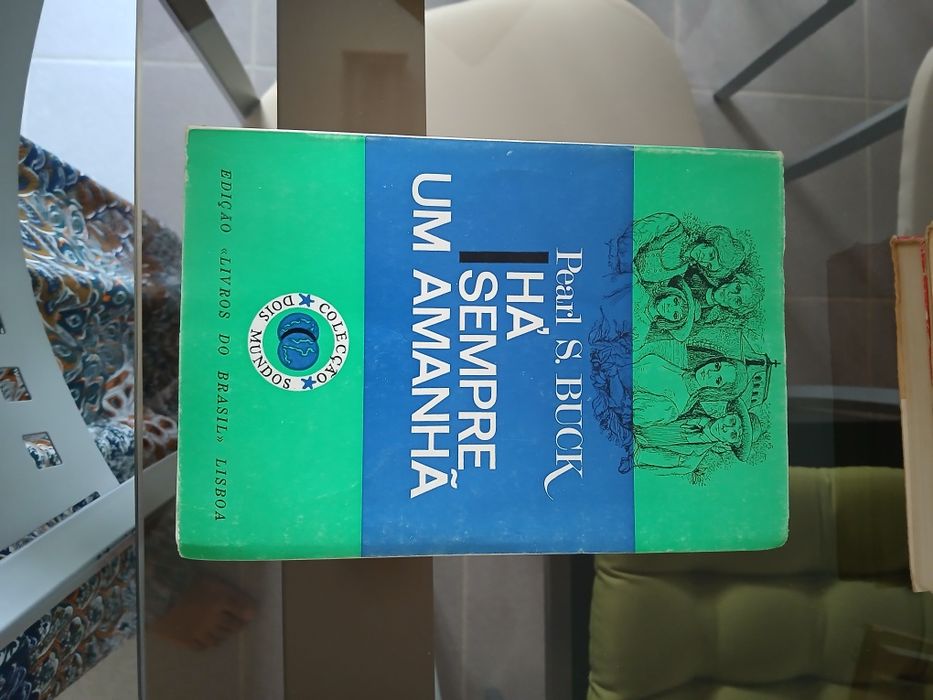 Pearl S. BUCK
HÁ,
SEMPRE
UM AMANHÃ
COLECÇÃO
DOIS MUNDOS
EDIÇÃO «LIVROS DO BRASIL» LISBOA